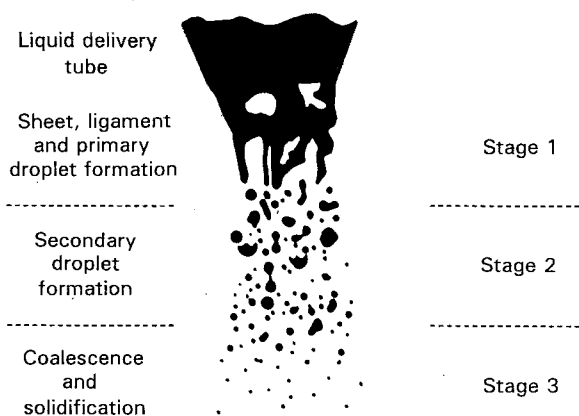 Liquid delivery
tube
Sheet, ligament
and primary
droplet formation
Stage 1
Secondary
droplet
formation
Stage 2
Coalescence
and
solidification
Stage 3